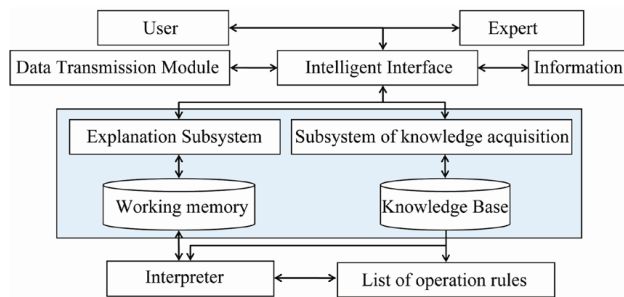 User
Expert
Data Transmission Module
Intelligent Interface
Information
Explanation Subsystem
Subsystem of knowledge acquisition
Working memory
Knowledge Base
Interpreter
List of operation rules